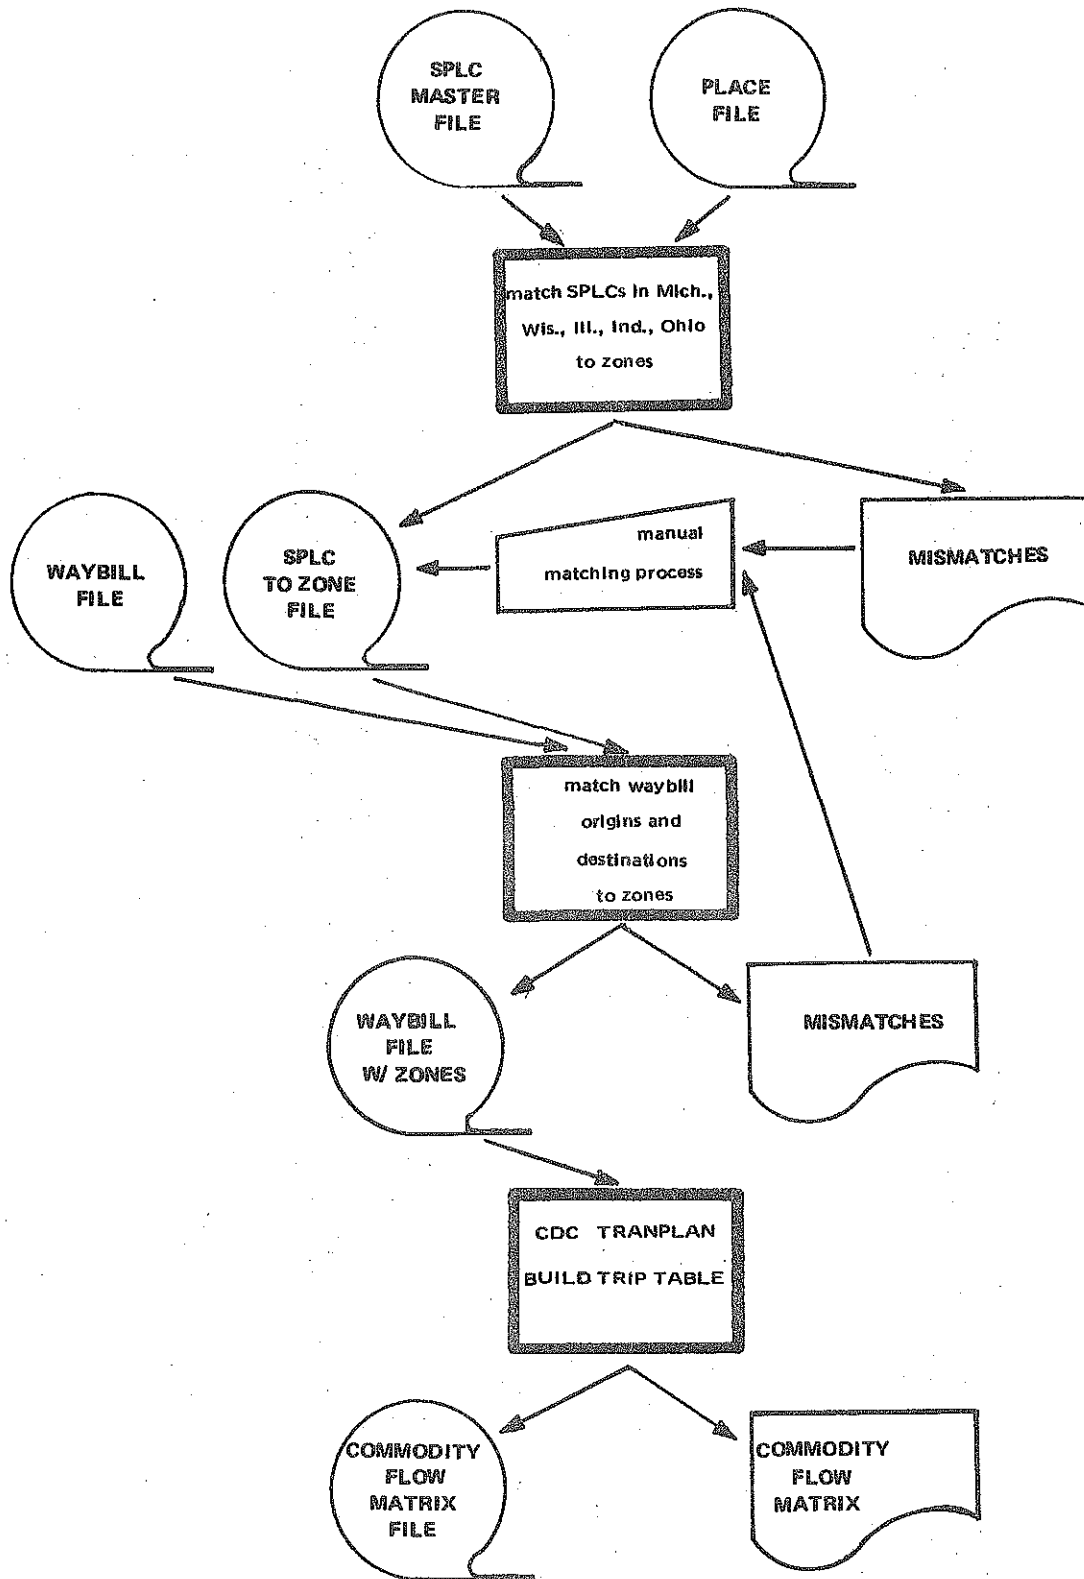 SPLC
MASTER
FILE
PLACE
FILE
match SPLCs in Mich.,
Wis., Ill., Ind., Ohio
to zones
WAYBILL
FILE
SPLC
TO ZONE
FILE
manual
matching process
MISMATCHES
match waybill
origins and
destinations
to zones
WAYBILL
FILE
W/ ZONES
MISMATCHES
CDC TRANPLAN
BUILD TRIP TABLE
COMMODITY
FLOW
MATRIX
FILE
COMMODITY
FLOW
MATRIX